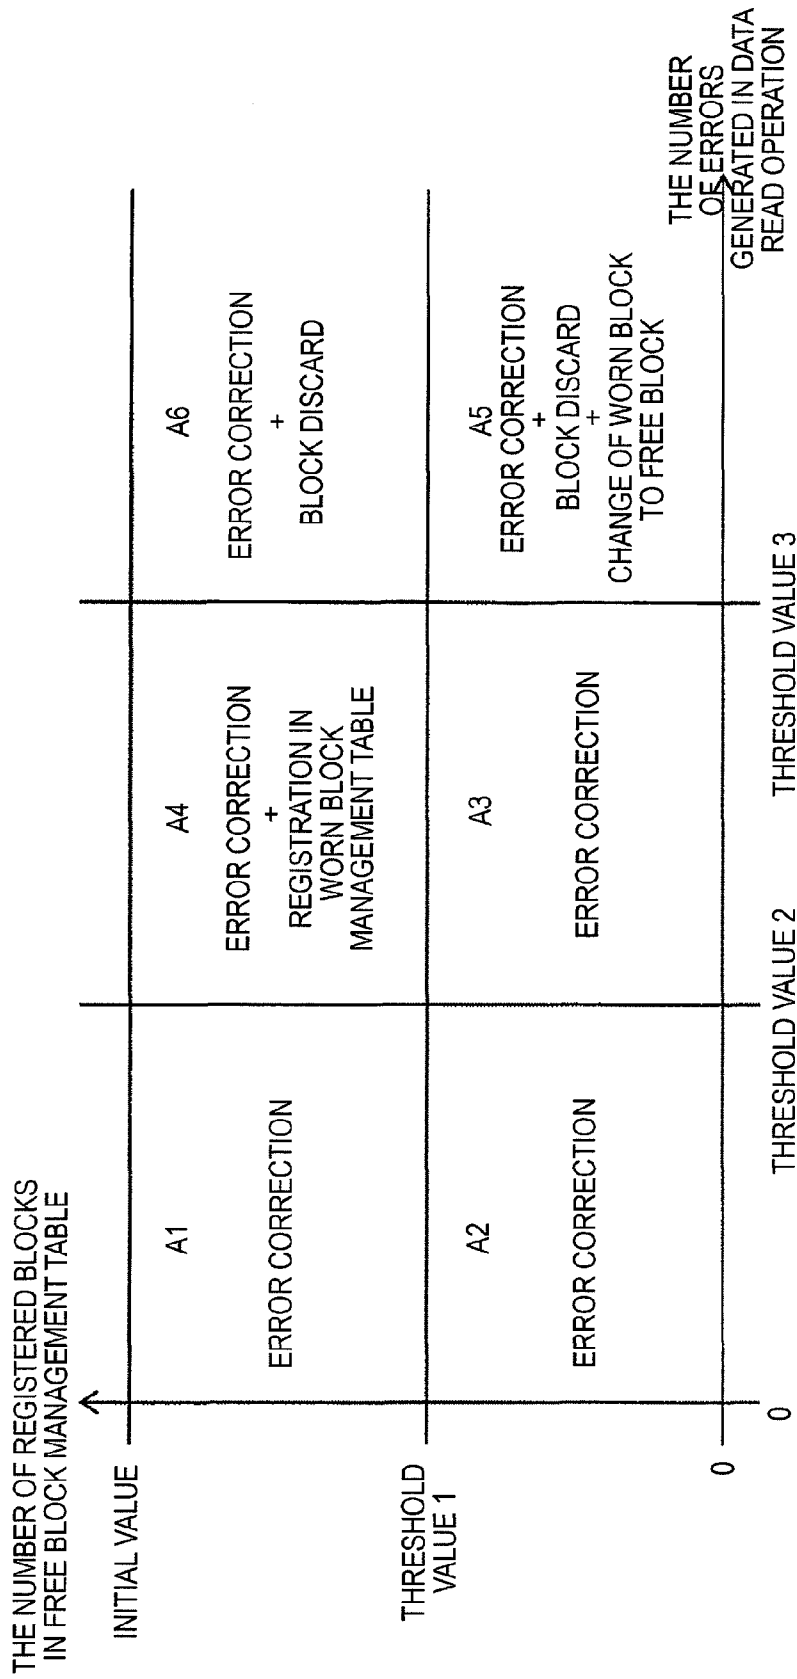 THE NUMBER OF REGISTERED BLOCKS
IN FREE BLOCK MANAGEMENT TABLE
INITIAL VALUE
A1
ERROR CORRECTION
A4
ERROR CORRECTION
+
REGISTRATION IN
WORN BLOCK
MANAGEMENT TABLE
A6
ERROR CORRECTION
+
BLOCK DISCARD
THRESHOLD
VALUE 1
A2
ERROR CORRECTION
A3
ERROR CORRECTION
A5
ERROR CORRECTION
+
BLOCK DISCARD
+
CHANGE OF WORN BLOCK
TO FREE BLOCK
0
0
THRESHOLD VALUE 2
THRESHOLD VALUE 3
THE NUMBER
OF ERRORS
GENERATED IN DATA
READ OPERATION